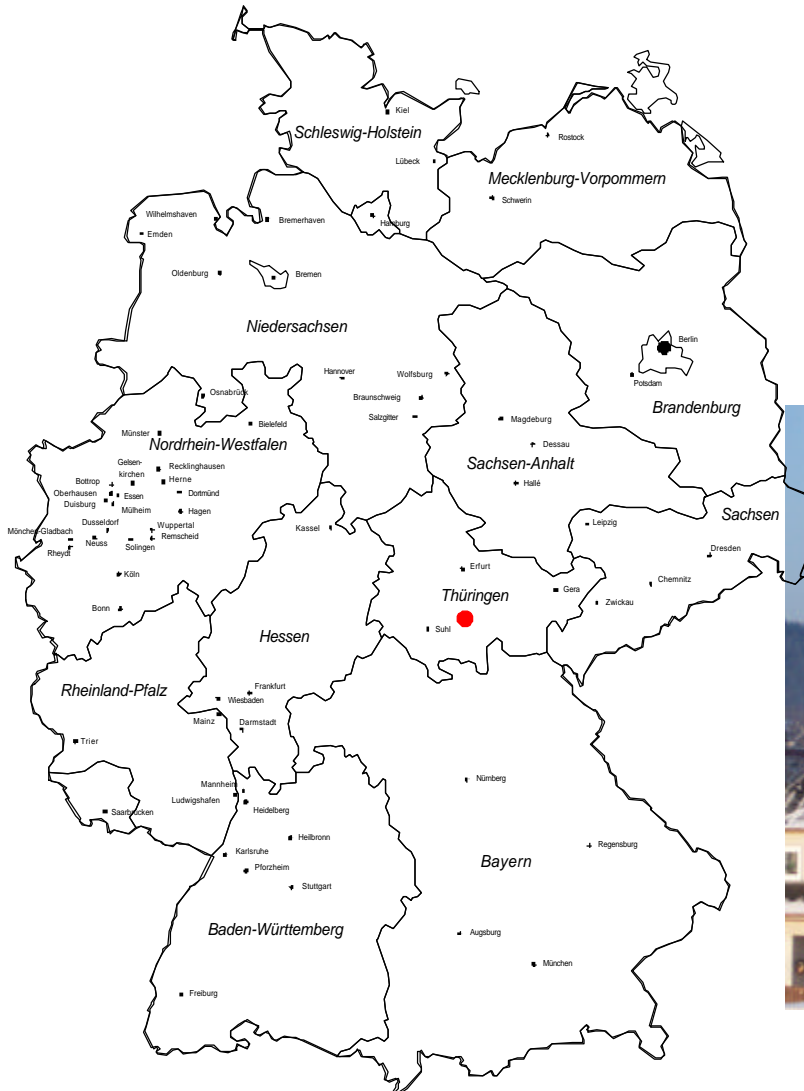 Kiel
Schleswig-Holstein
Rostock
Lübeck
Mecklenburg-Vorpommern
Schwerin
Wilhelmshaven
Bremerhaven
Hamburg
Emden
Oldenburg
Bremen
Niedersachsen
Berlin
Hannover
Wolfsburg
Potsdam
Osnabrück
Braunschweig
Brandenburg
Salzgitter
Magdeburg
Bielefeld
Münster
Nordrhein-Westfalen
Dessau
Gelsen-
kirchen
Recklinghausen
Sachsen-Anhalt
Bottrop
Herne
Hallé
Oberhausen
Essen
Dortmünd
Duisburg
Mülheim
Hagen
Sachsen
Leipzig
Mönchen-Gladbach
Dusseldorf
Wuppertal
Kassel
Neuss
Solingen
Remscheid
Rheydt
Dresden
Erfurt
Köln
Chemnitz
Thüringen
Gera
Zwickau
Bonn
Suhl
Hessen
Rheinland-Pfalz
Frankfurt
Wiesbaden
Mainz
Darmstadt
Trier
Nürnberg
Mannheim
Ludwigshafen
Heidelberg
Saarbrücken
Heilbronn
Regensburg
Karlsruhe
Bayern
Pforzheim
Stuttgart
Baden-Württemberg
Augsburg
München
Freiburg